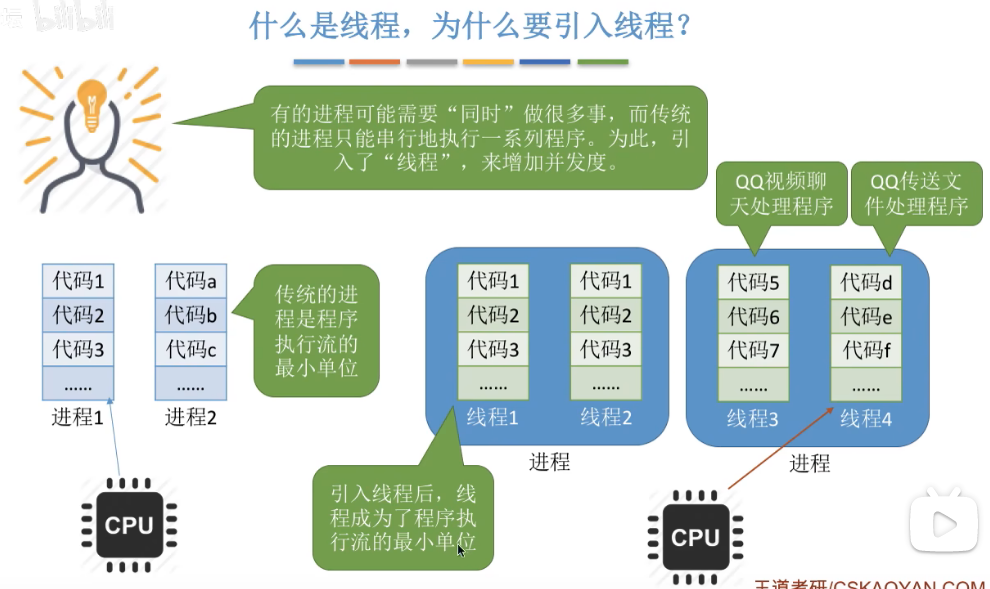 bilibili
什么是线程，为什么要引入线程？
有的进程可能需要“同时”做很多事，而传统
的进程只能串行地执行一系列程序。为此，引
入了“线程”，来增加并发度。
QQ视频聊
天处理程序
QQ传送文
件处理程序
代码1
代码2
代码3
......
进程1
代码a
代码b
代码c
......
进程2
传统的进
程是程序
执行流的
最小单位
代码1
代码2
代码3
......
线程1
代码1
代码2
代码3
......
线程2
进程
代码5
代码6
代码7
......
线程3
代码d
代码e
代码f
......
线程4
进程
引入线程后，线
程成为了程序执
行流的最小单位
CPU
CPU
王道考研/CSKAOYAN.COM